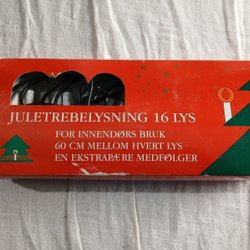 JULETREBELYSNING 16 LYS
FOR INNENDØRS BRUK
60 CM MELLOM HVERT LYS
EN EKSTRAPÆRE MEDFØLGER